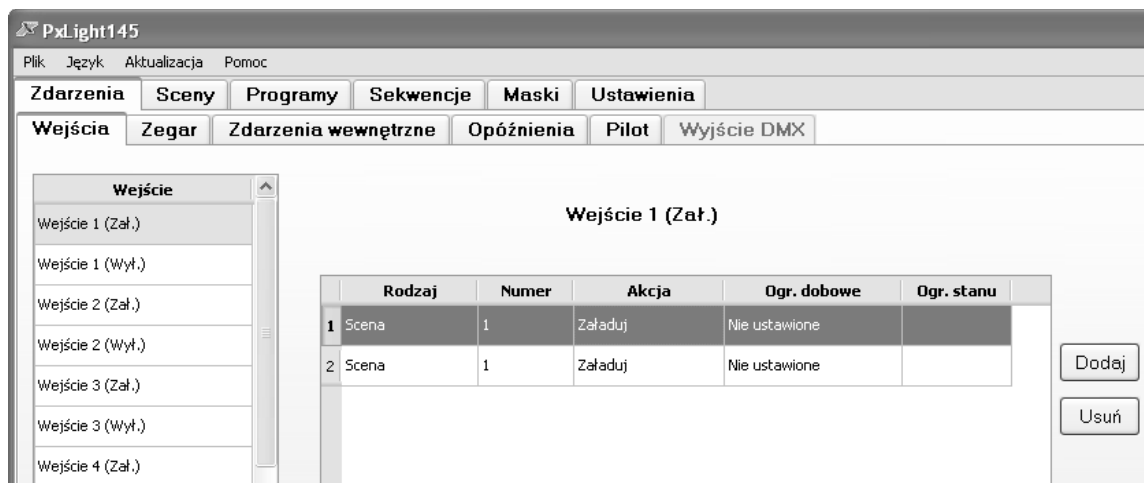 PxLight145
Plik Język Aktualizacja Pomoc
Zdarzenia Sceny Programy Sekwencje Maski Ustawienia
Wejścia Zegar Zdarzenia wewnętrzne Opóźnienia Pilot Wyjście DMX
Wejście
Wejście 1 (Zał.)
Wejście 1 (Wył.)
Wejście 2 (Zał.)
Wejście 2 (Wył.)
Wejście 3 (Zał.)
Wejście 3 (Wył.)
Wejście 4 (Zał.)
Wejście 1 (Zał.)
Rodzaj Numer Akcja Ogr. dobowe Ogr. stanu
1 Scena 1 Załaduj Nie ustawione
2 Scena 1 Załaduj Nie ustawione
Dodaj
Usuń